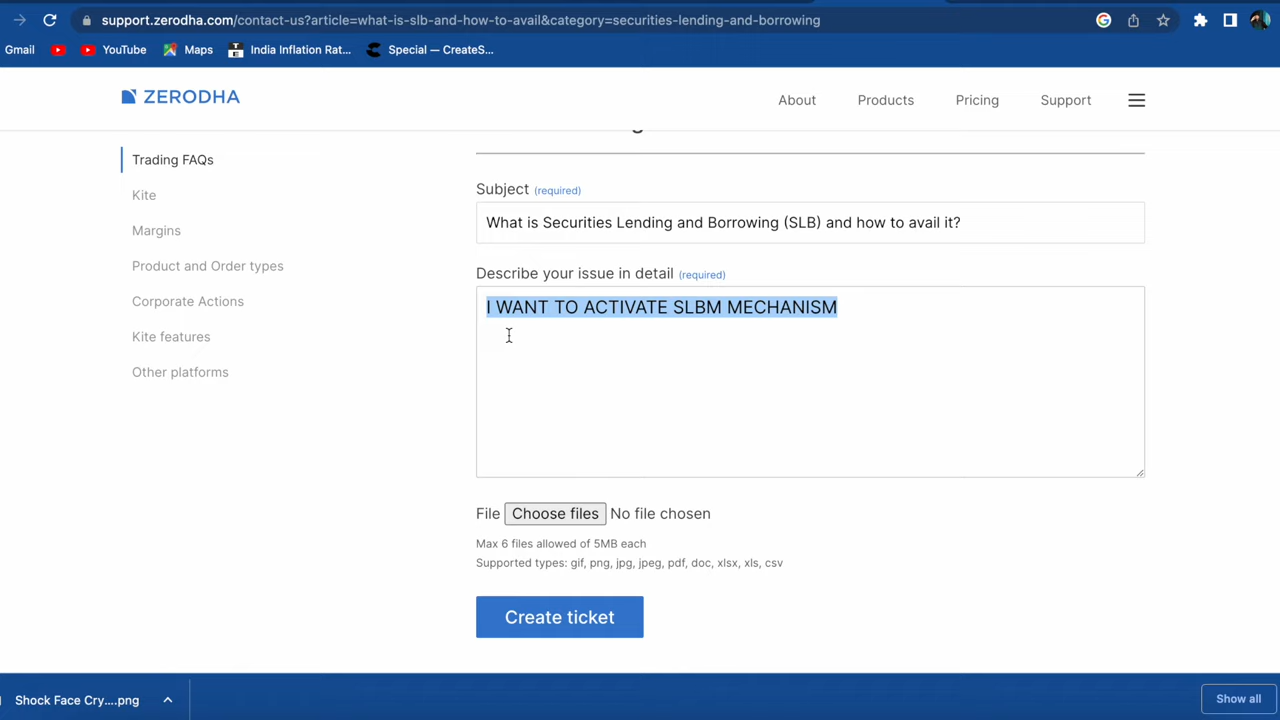 support.zerodha.com/contact-us?article=what-is-slb-and-how-to-avail&category=securities-lending-and-borrowing
Gmail YouTube Maps India Inflation Rat... Special — CreateS...
ZERODHA
About Products Pricing Support
Trading FAQs
Kite
Margins
Product and Order types
Corporate Actions
Kite features
Other platforms
Subject (required)
What is Securities Lending and Borrowing (SLB) and how to avail it?
Describe your issue in detail (required)
I WANT TO ACTIVATE SLBM MECHANISM
File Choose files No file chosen
Max 6 files allowed of 5MB each
Supported types: gif, png, jpg, jpeg, pdf, doc, xlsx, xls, csv
Create ticket
Shock Face Cry....png
Show all